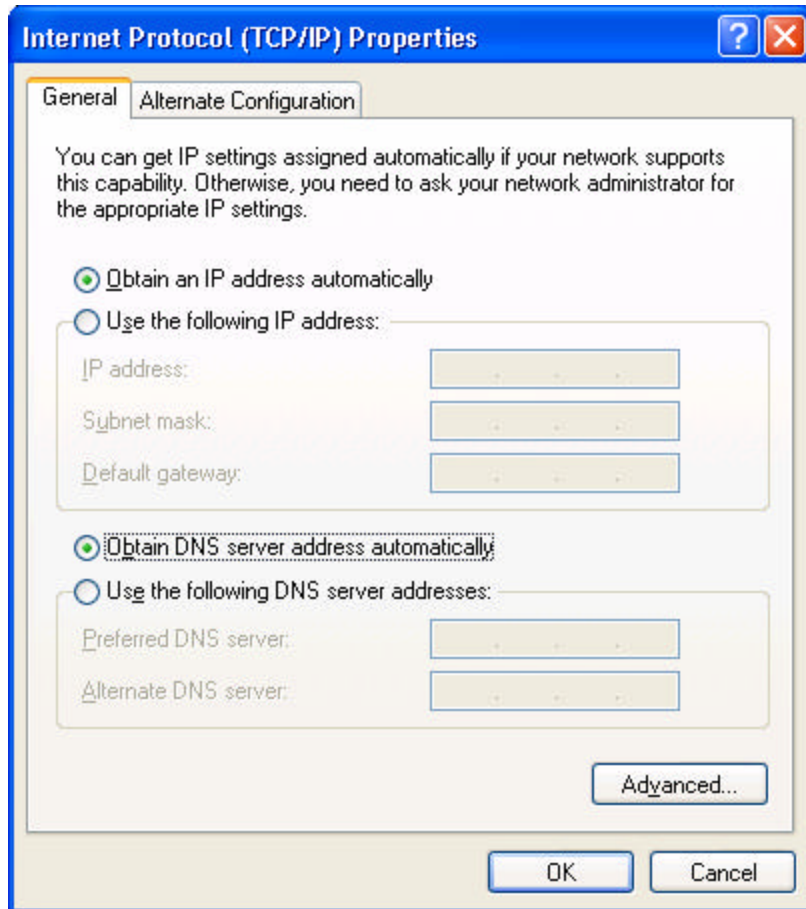 Internet Protocol (TCP/IP) Properties
General
Alternate Configuration
You can get IP settings assigned automatically if your network supports
this capability. Otherwise, you need to ask your network administrator for
the appropriate IP settings.
Obtain an IP address automatically
Use the following IP address:
IP address:
Subnet mask:
Default gateway:
Obtain DNS server address automatically
Use the following DNS server addresses:
Preferred DNS server:
Alternate DNS server:
Advanced...
OK
Cancel